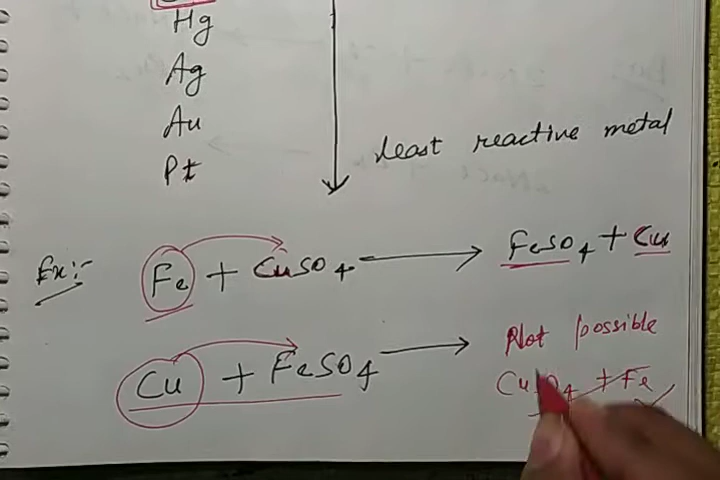 Hg
Ag
Au
Pt
Least reactive metal
Ex:- Fe + CuSO4 → FeSO4 + Cu
Cu + FeSO4 → Not possible
CuSO4 + Fe